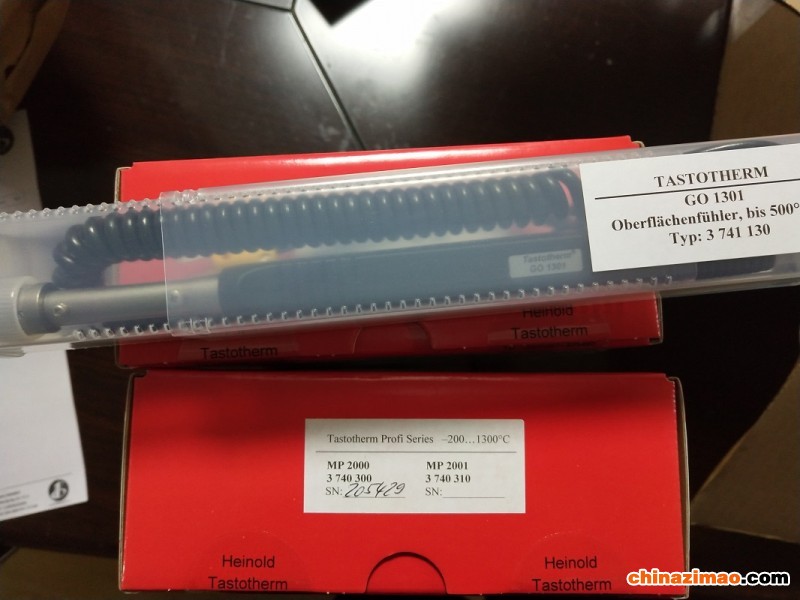 TASTOTHERM
GO 1301
Oberflächenfühler, bis 500°
Typ: 3 741 130
Tastotherm®
GO 1301
Heinold
Tastotherm
Tastotherm
Tastotherm Profi Series –200…1300°C
MP 2000 MP 2001
3 740 300 3 740 310
SN: 205429 SN:
Heinold
Tastotherm
Heinold
Tastotherm
chinazimao.com